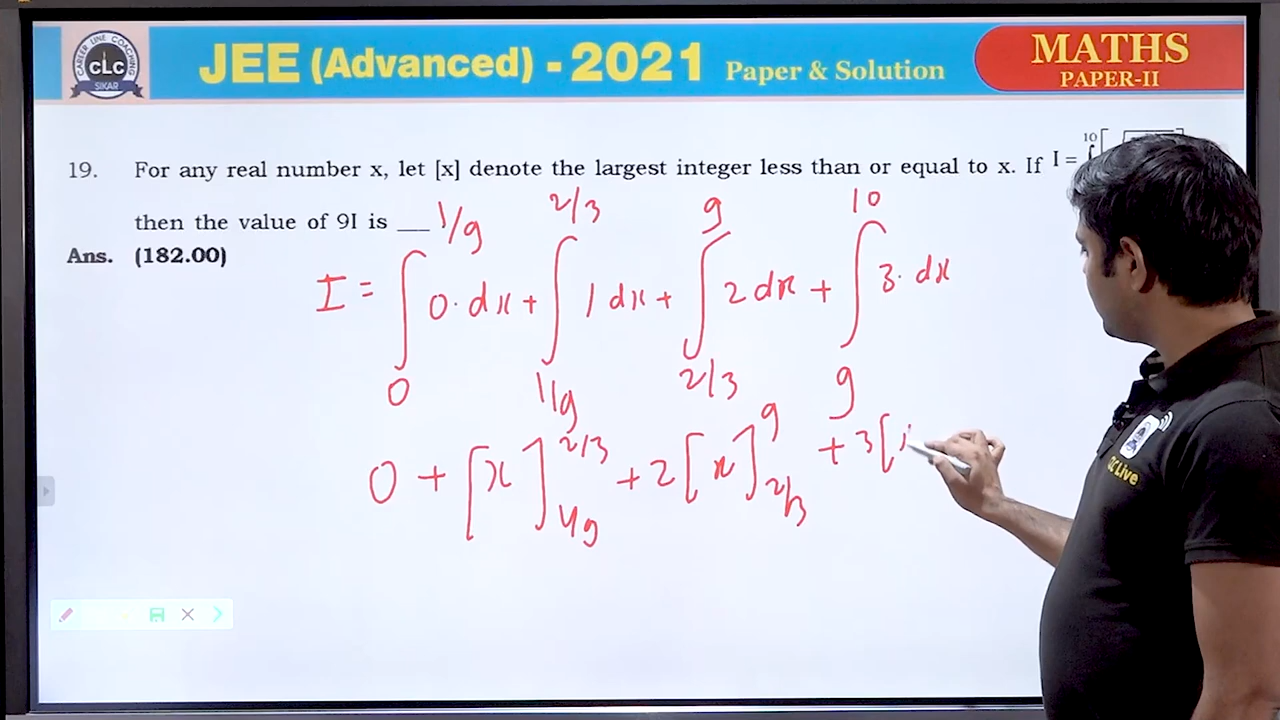 CAREER LINE COACHING
CLC
SIKAR
JEE (Advanced) - 2021 Paper & Solution
MATHS
PAPER-II
19. For any real number x, let [x] denote the largest integer less than or equal to x. If I = ∫ 10 [√
then the value of 9I is __
Ans. (182.00)
I = ∫₀^{1/9} 0·dx + ∫_{1/9}^{2/3} 1 dx + ∫_{2/3}^{9} 2 dx + ∫₉^{10} 3·dx
0 + [x]_{1/9}^{2/3} + 2[x]_{2/3}^{9} + 3[
CLC Live